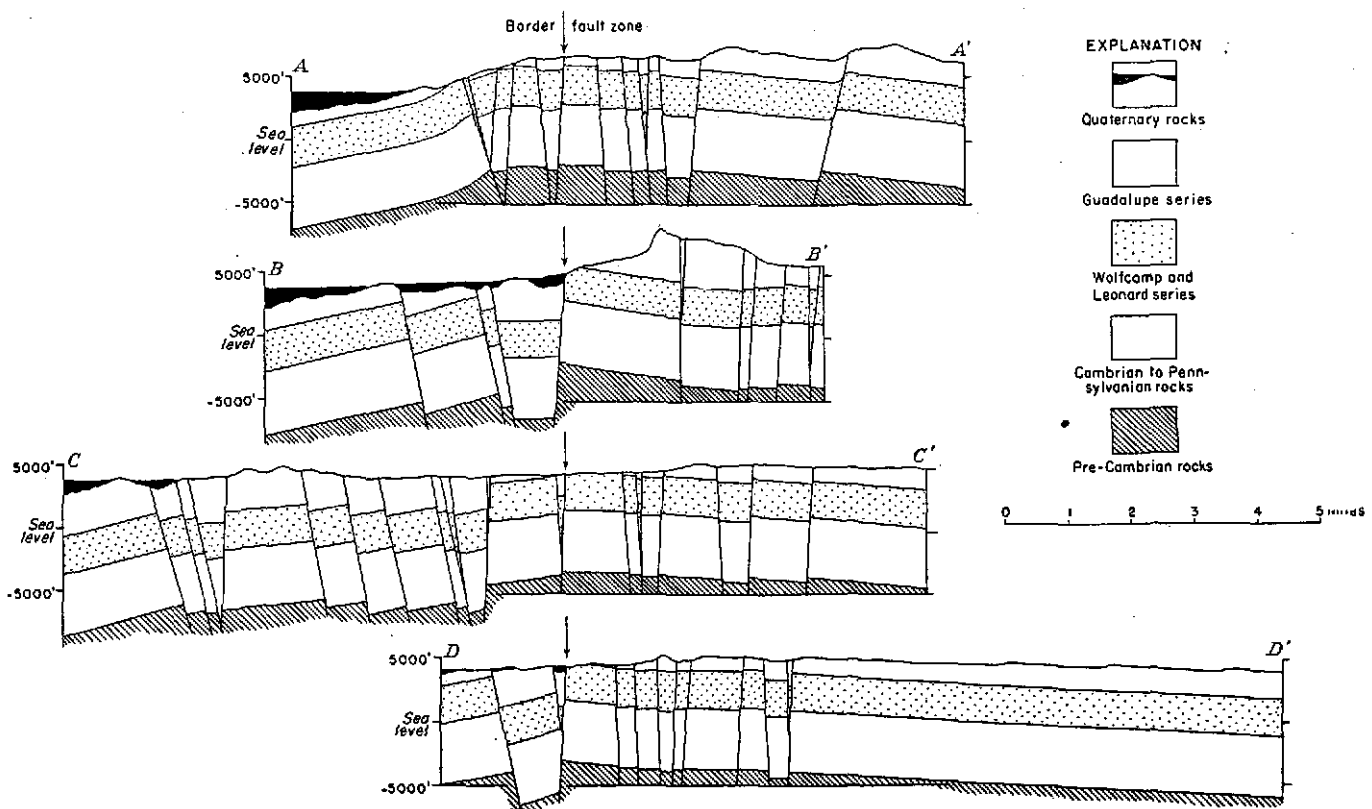 Border fault zone
A
A'
5000'
Sea
level
-5000'
B
B'
5000'
Sea
level
-5000'
C
C'
5000'
Sea
level
-5000'
D
D'
5000'
Sea
level
-5000'
EXPLANATION
Quaternary rocks
Guadalupe series
Wolfcamp and
Leonard series
Cambrian to Penn-
sylvanian rocks
Pre-Cambrian rocks
0 1 2 3 4 5